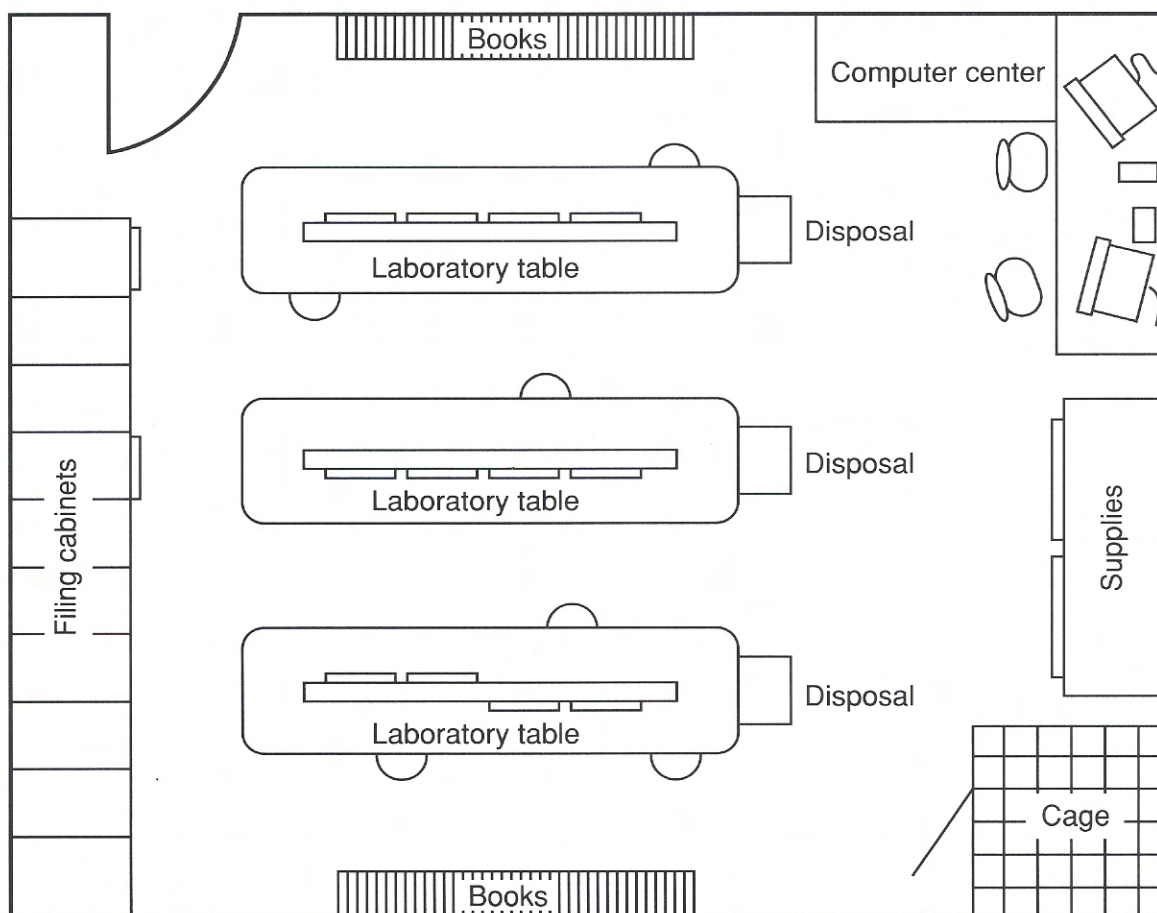 Books
Computer center
Disposal
Laboratory table
Disposal
Laboratory table
Filing cabinets
Supplies
Disposal
Laboratory table
Cage
Books